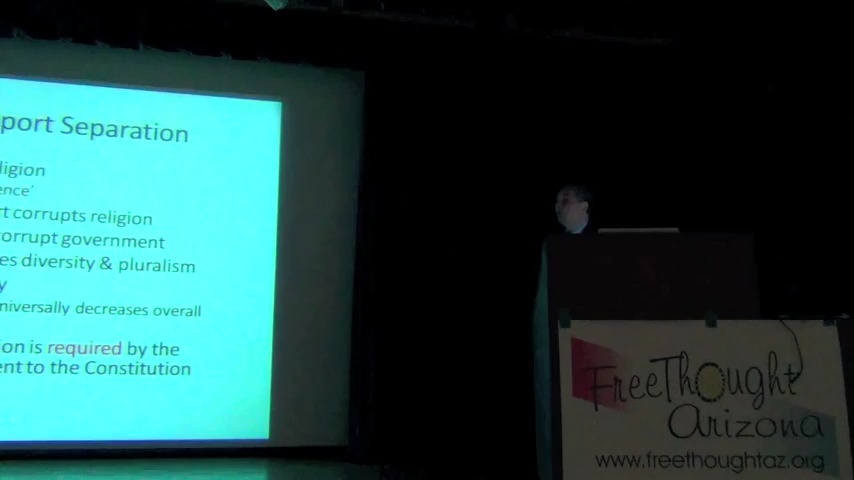 port Separation
ligion
ence'
rt corrupts religion
corrupt government
es diversity & pluralism
y
niversally decreases overall
on is required by the
ent to the Constitution
FreeThought
Arizona
www.freethoughtaz.org